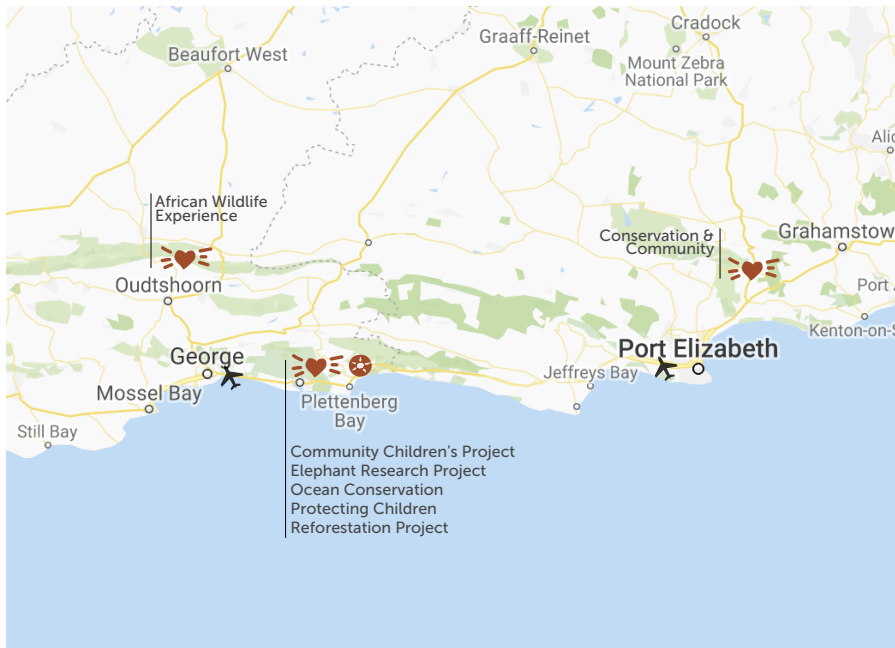 Cradock
Graaff-Reinet
Beaufort West
Mount Zebra
National Park
African Wildlife
Experience
Conservation &
Community
Grahamstow
Oudtshoorn
Port
Kenton-on-S
George
Port Elizabeth
Mossel Bay
Jeffreys Bay
Plettenberg
Bay
Still Bay
Community Children's Project
Elephant Research Project
Ocean Conservation
Protecting Children
Reforestation Project